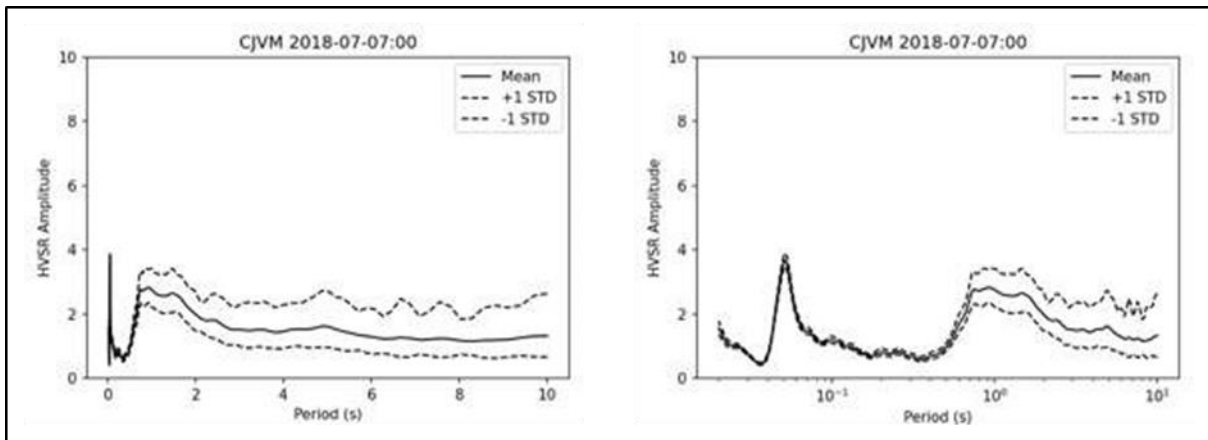 CJVM 2018-07-07:00
10
8
6
4
2
0
HVSR Amplitude
Mean
+1 STD
-1 STD
0 2 4 6 8 10
Period (s)
CJVM 2018-07-07:00
10
8
6
4
2
0
HVSR Amplitude
Mean
+1 STD
-1 STD
10⁻¹ 10⁰ 10¹
Period (s)